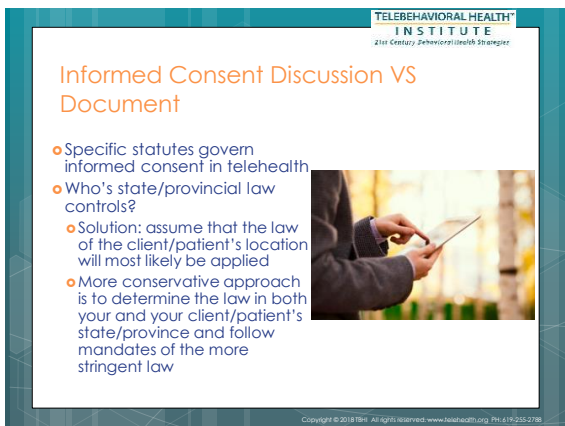 TELEBEHAVIORAL HEALTH™
INSTITUTE
21st Century Behavioral Health Strategies
Informed Consent Discussion VS
Document
Specific statutes govern
informed consent in telehealth
Who's state/provincial law
controls?
Solution: assume that the law
of the client/patient's location
will most likely be applied
More conservative approach
is to determine the law in both
your and your client/patient's
state/province and follow
mandates of the more
stringent law
Copyright © 2018 TBHI All rights reserved: www.telehealth.org PH: 619-255-2788